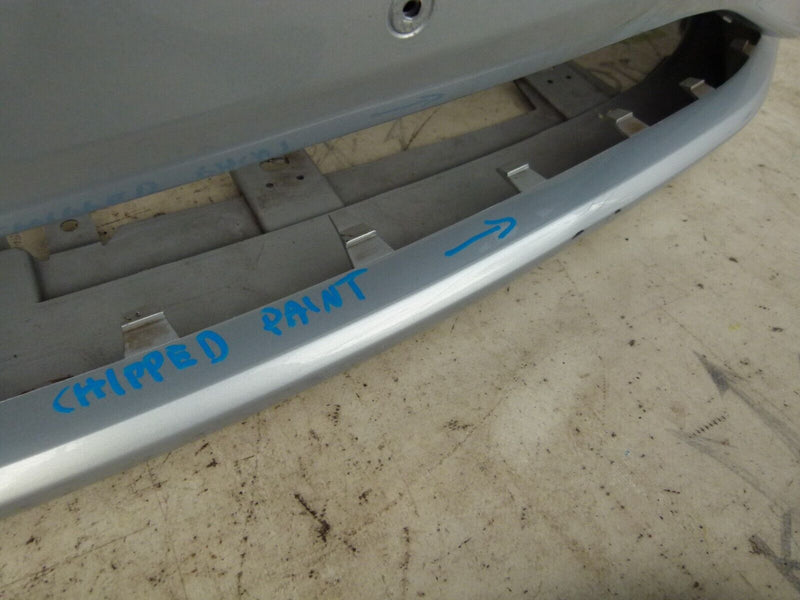 CHIPPED PAINT →